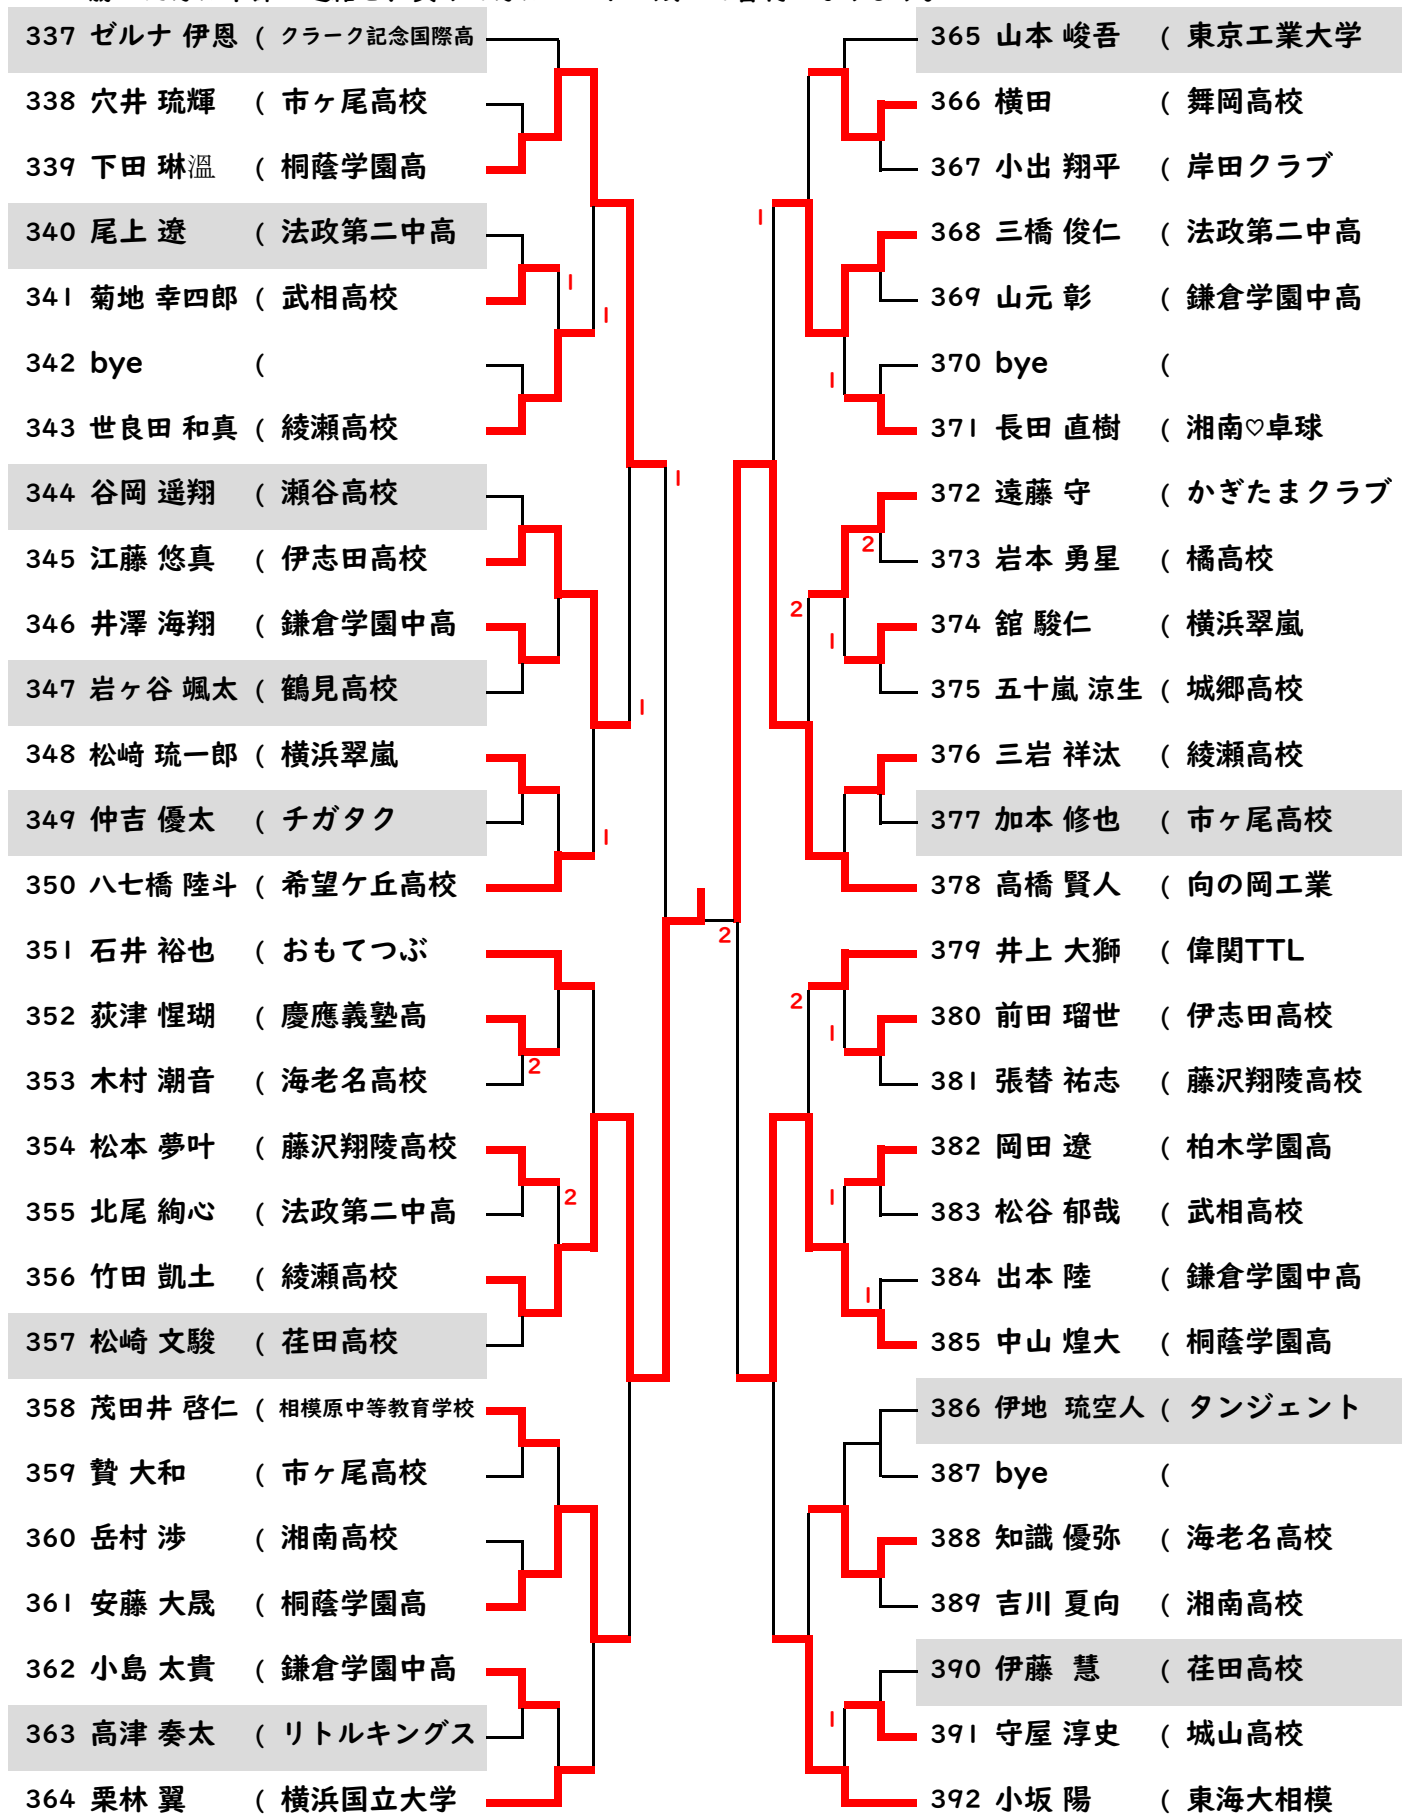 337 ゼルナ 伊恩 ( クラーク記念国際高
338 穴井 琉輝 ( 市ヶ尾高校
339 下田 琳溫 ( 桐蔭学園高
340 尾上 遼 ( 法政第二中高
1
341 菊地 幸四郎 ( 武相高校
1
342 bye (
343 世良田 和真 ( 綾瀬高校
1
344 谷岡 遥翔 ( 瀬谷高校
345 江藤 悠真 ( 伊志田高校
346 井澤 海翔 ( 鎌倉学園中高
347 岩ヶ谷 颯太 ( 鶴見高校
1
348 松﨑 琉一郎 ( 横浜翠嵐
349 仲吉 優太 ( チガタク
1
350 八七橋 陸斗 ( 希望ケ丘高校
2
351 石井 裕也 ( おもてつぶ
352 荻津 惺瑚 ( 慶應義塾高
2
353 木村 潮音 ( 海老名高校
354 松本 夢叶 ( 藤沢翔陵高校
2
355 北尾 絢心 ( 法政第二中高
356 竹田 凱土 ( 綾瀬高校
357 松崎 文駿 ( 荏田高校
358 茂田井 啓仁 ( 相模原中等教育学校
359 贄 大和 ( 市ヶ尾高校
360 岳村 渉 ( 湘南高校
361 安藤 大晟 ( 桐蔭学園高
362 小島 太貴 ( 鎌倉学園中高
363 高津 奏太 ( リトルキングス
364 栗林 翼 ( 横浜国立大学
365 山本 峻吾 ( 東京工業大学
366 横田 ( 舞岡高校
367 小出 翔平 ( 岸田クラブ
1
368 三橋 俊仁 ( 法政第二中高
369 山元 彰 ( 鎌倉学園中高
370 bye (
1
371 長田 直樹 ( 湘南♡卓球
372 遠藤 守 ( かぎたまクラブ
2
373 岩本 勇星 ( 橘高校
2
374 舘 駿仁 ( 横浜翠嵐
1
375 五十嵐 涼生 ( 城郷高校
376 三岩 祥汰 ( 綾瀬高校
377 加本 修也 ( 市ヶ尾高校
378 高橋 賢人 ( 向の岡工業
379 井上 大獅 ( 偉関TTL
2
380 前田 瑠世 ( 伊志田高校
1
381 張替 祐志 ( 藤沢翔陵高校
382 岡田 遼 ( 柏木学園高
1
383 松谷 郁哉 ( 武相高校
384 出本 陸 ( 鎌倉学園中高
1
385 中山 煌大 ( 桐蔭学園高
386 伊地 琉空人 ( タンジェント
387 bye (
388 知識 優弥 ( 海老名高校
389 吉川 夏向 ( 湘南高校
390 伊藤 慧 ( 荏田高校
1
391 守屋 淳史 ( 城山高校
392 小坂 陽 ( 東海大相模